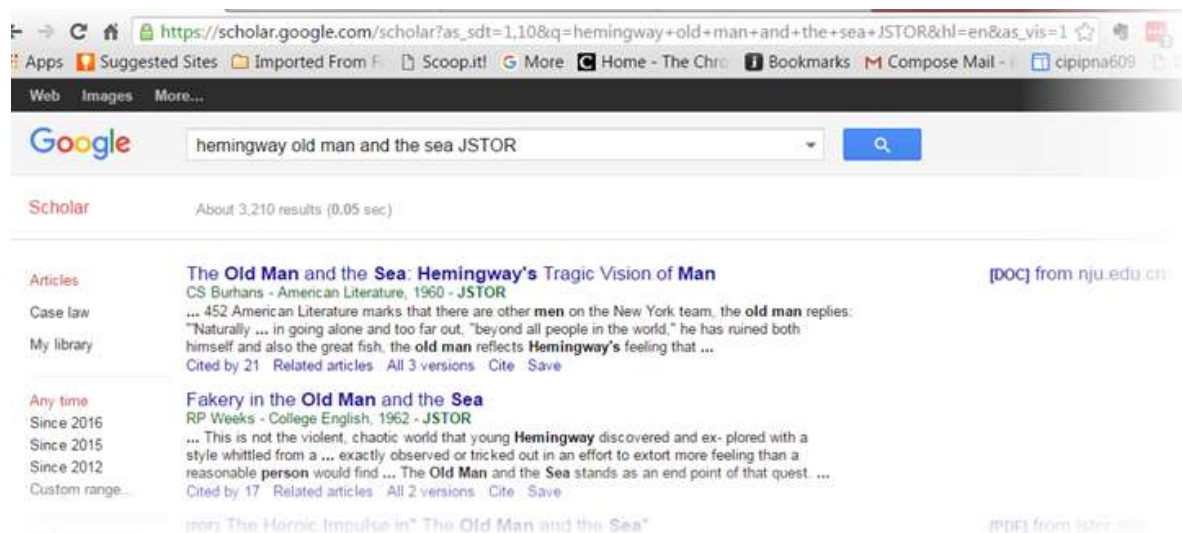 https://scholar.google.com/scholar?as_sdt=1,10&q=hemingway+old+man+and+the+sea+JSTOR&hl=en&as_vis=1
Apps Suggested Sites Imported From F Scoop.it! More Home - The Chro Bookmarks Compose Mail - cipipna609
Web Images More...
Google hemingway old man and the sea JSTOR
Scholar About 3,210 results (0.05 sec)
Articles
Case law
My library
Any time
Since 2016
Since 2015
Since 2012
Custom range...
The Old Man and the Sea: Hemingway's Tragic Vision of Man [DOC] from nju.edu.cn
CS Burhans - American Literature, 1960 - JSTOR
... 452 American Literature marks that there are other men on the New York team, the old man replies:
"'Naturally ... in going alone and too far out, "beyond all people in the world," he has ruined both
himself and also the great fish, the old man reflects Hemingway's feeling that ...
Cited by 21 Related articles All 3 versions Cite Save
Fakery in the Old Man and the Sea
RP Weeks - College English, 1962 - JSTOR
... This is not the violent, chaotic world that young Hemingway discovered and ex- plored with a
style whittled from a ... exactly observed or tricked out in an effort to extort more feeling than a
reasonable person would find ... The Old Man and the Sea stands as an end point of that quest. ...
Cited by 17 Related articles All 2 versions Cite Save
[PDF] The Heroic Impulse in" The Old Man and the Sea" [PDF] from